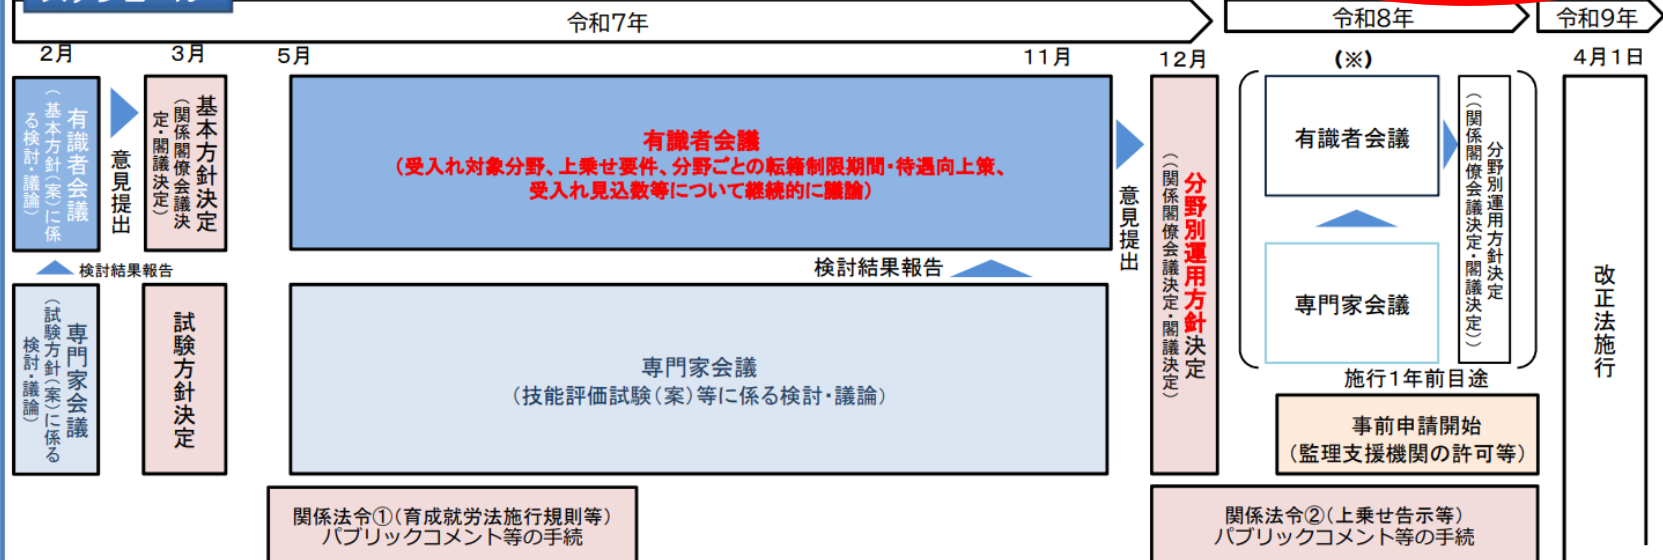 スケジュール
令和7年
令和8年
令和9年
2月
3月
5月
11月
12月
(※)
4月1日
有識者会議
(基本方針(案)に係
る検討・議論)
意見提出
基本方針決定
(関係閣僚会議決
定・閣議決定)
有識者会議
(受入れ対象分野、上乗せ要件、分野ごとの転籍制限期間・待遇向上策、
受入れ見込数等について継続的に議論)
意見提出
分野別運用方針決定
(関係閣僚会議決定・閣議決定)
有識者会議
分野別運用方針決定
((関係閣僚会議決定・閣議決定))
改正法施行
検討結果報告
検討結果報告
専門家会議
(試験方針(案)に係る
検討・議論)
試験方針決定
専門家会議
(技能評価試験(案)等に係る検討・議論)
専門家会議
施行1年前目途
事前申請開始
(監理支援機関の許可等)
関係法令①(育成就労法施行規則等)
パブリックコメント等の手続
関係法令②(上乗せ告示等)
パブリックコメント等の手続